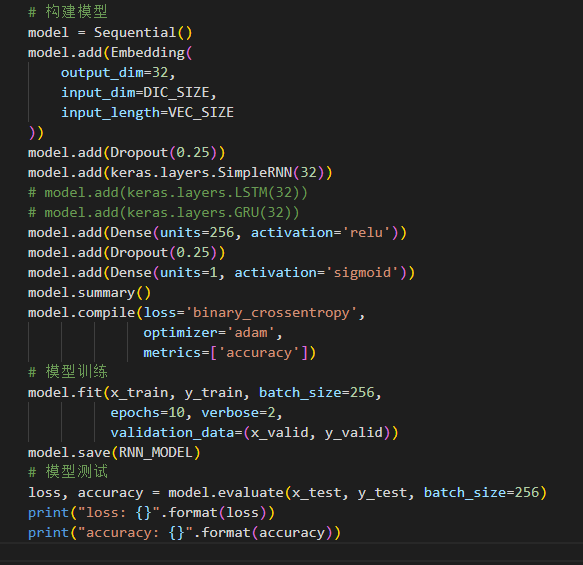 # 构建模型
model = Sequential()
model.add(Embedding(
    output_dim=32,
    input_dim=DIC_SIZE,
    input_length=VEC_SIZE
))
model.add(Dropout(0.25))
model.add(keras.layers.SimpleRNN(32))
# model.add(keras.layers.LSTM(32))
# model.add(keras.layers.GRU(32))
model.add(Dense(units=256, activation='relu'))
model.add(Dropout(0.25))
model.add(Dense(units=1, activation='sigmoid'))
model.summary()
model.compile(loss='binary_crossentropy',
              optimizer='adam',
              metrics=['accuracy'])
# 模型训练
model.fit(x_train, y_train, batch_size=256,
          epochs=10, verbose=2,
          validation_data=(x_valid, y_valid))
model.save(RNN_MODEL)
# 模型测试
loss, accuracy = model.evaluate(x_test, y_test, batch_size=256)
print("loss: {}".format(loss))
print("accuracy: {}".format(accuracy))